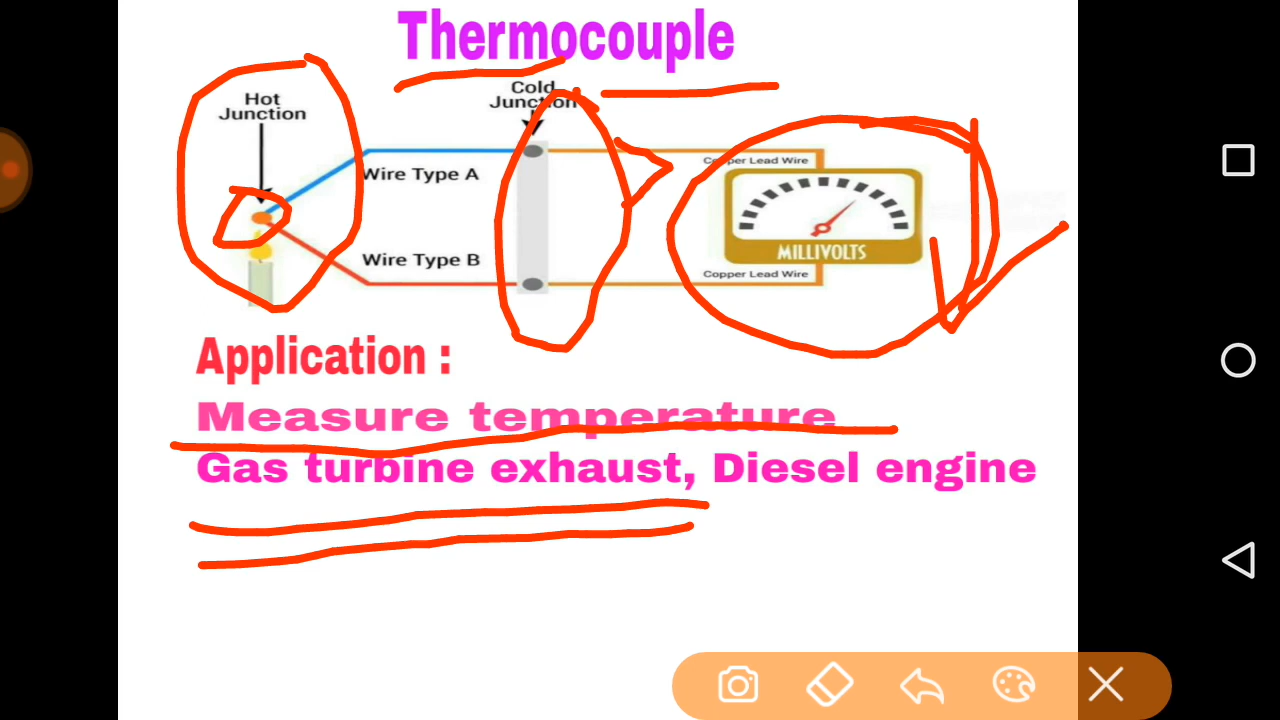 Thermocouple
Cold
Junction
Hot
Junction
Copper Lead Wire
Wire Type A
MILLIVOLTS
Wire Type B
Copper Lead Wire
Application :
Measure temperature
Gas turbine exhaust, Diesel engine